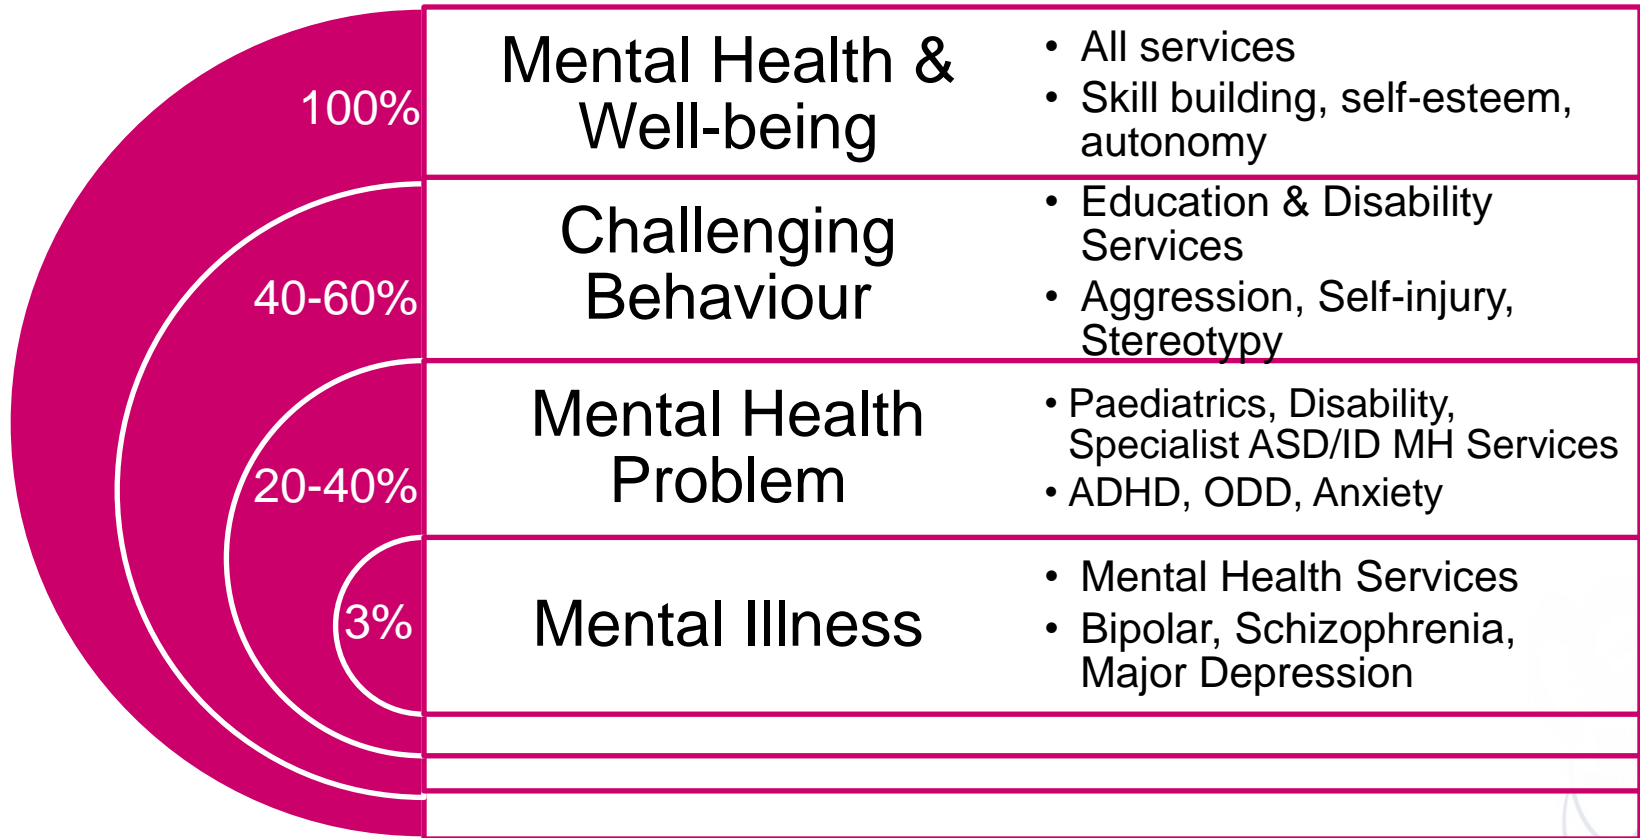 100%
Mental Health &
Well-being
• All services
• Skill building, self-esteem,
autonomy
40-60%
Challenging
Behaviour
• Education & Disability
Services
• Aggression, Self-injury,
Stereotypy
20-40%
Mental Health
Problem
• Paediatrics, Disability,
Specialist ASD/ID MH Services
• ADHD, ODD, Anxiety
3%
Mental Illness
• Mental Health Services
• Bipolar, Schizophrenia,
Major Depression